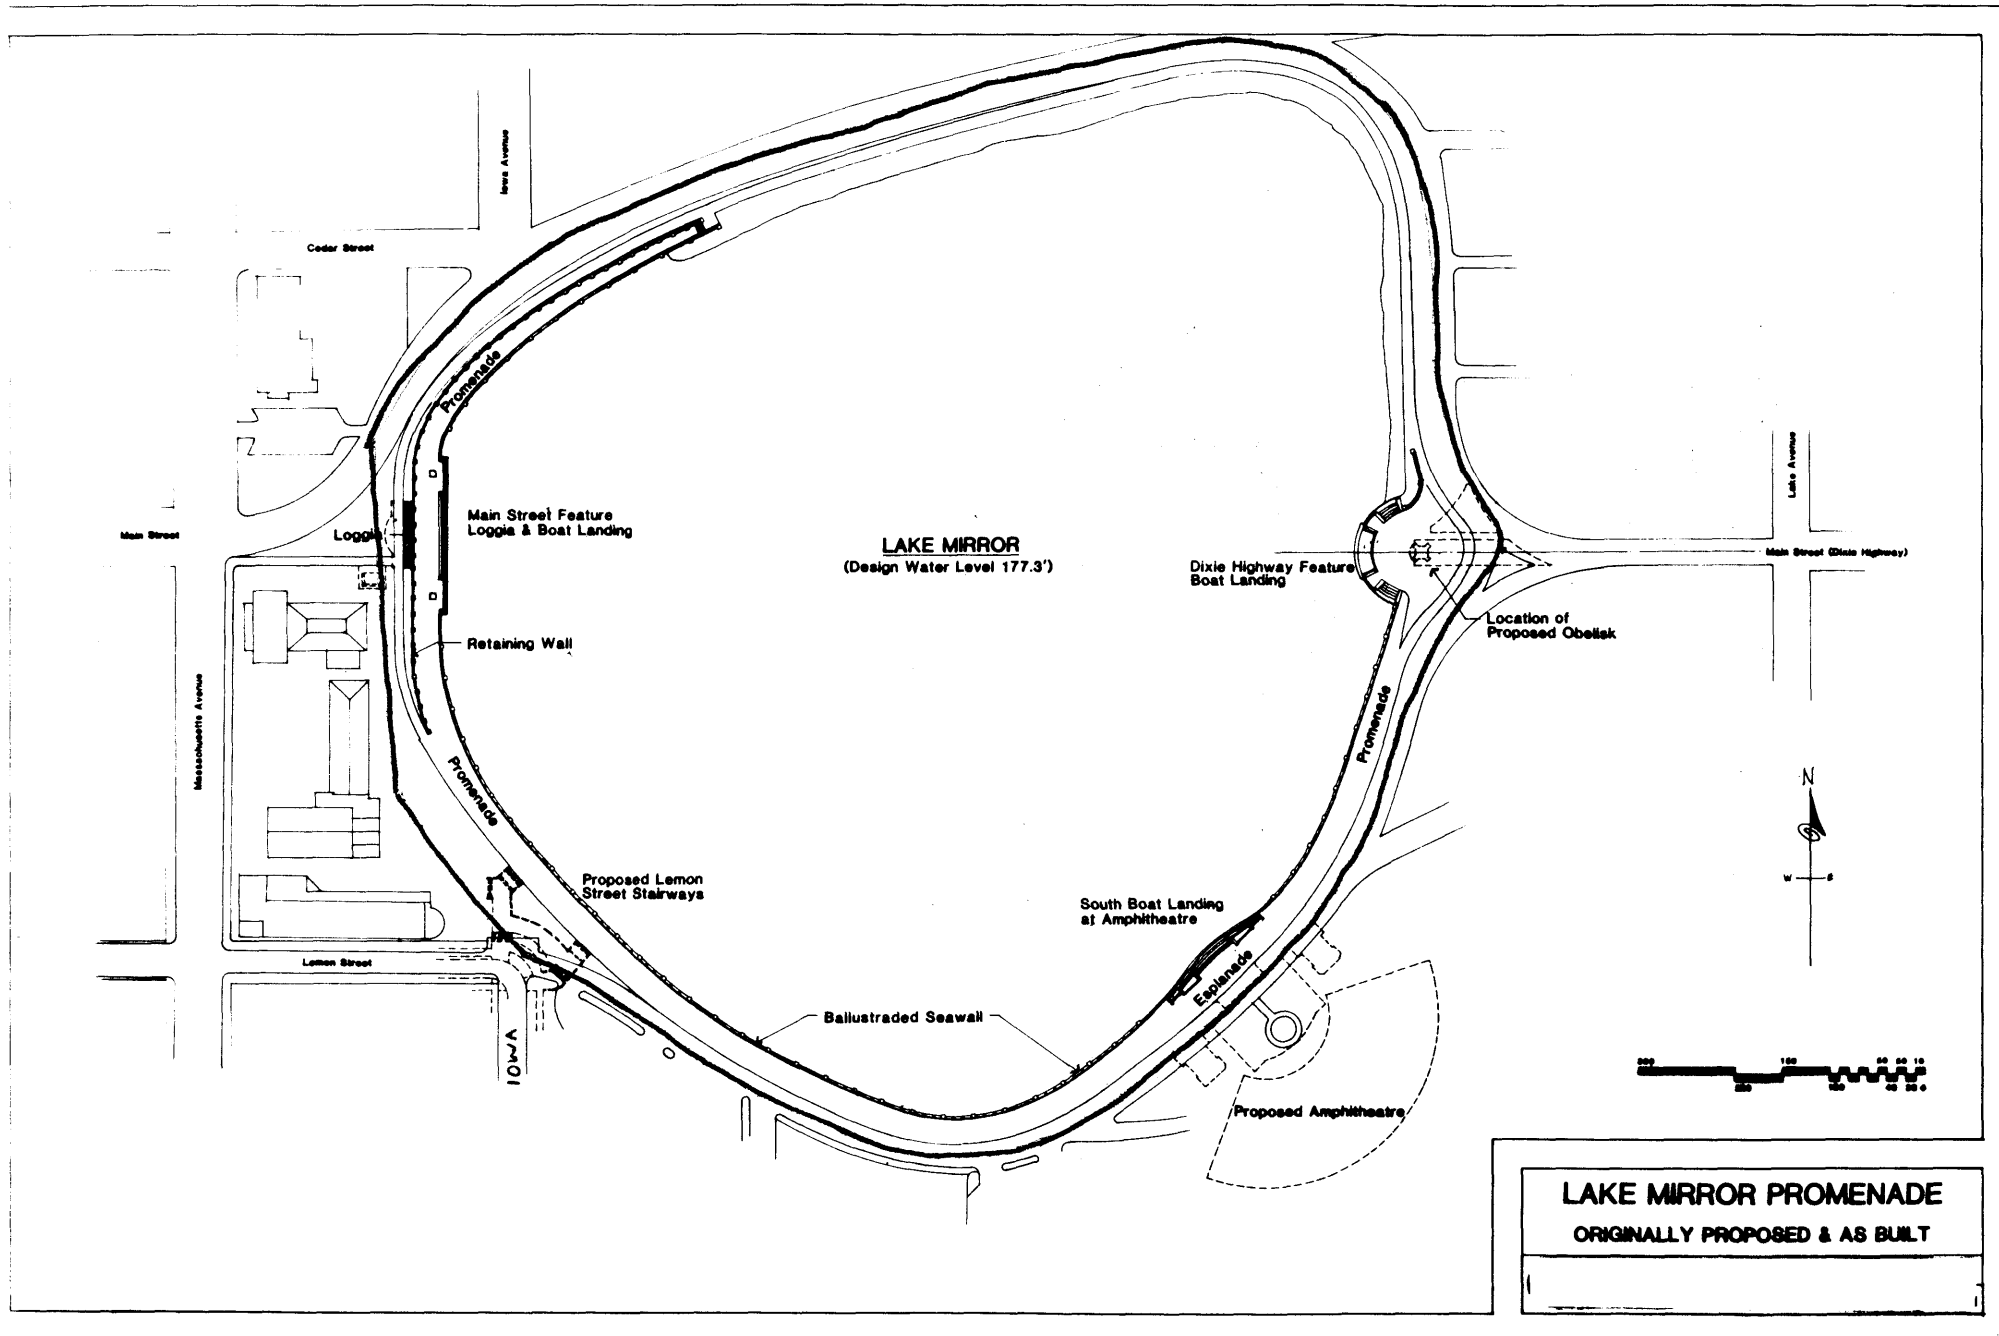 Iowa Avenue
Cedar Street
Promenade
Main Street
Loggia
Main Street Feature
Loggia & Boat Landing
LAKE MIRROR
(Design Water Level 177.3')
Dixie Highway Feature
Boat Landing
Lake Avenue
Main Street (Dixie Highway)
Location of
Proposed Obelisk
Retaining Wall
Massachusetts Avenue
Promenade
Promenade
N
W
Proposed Lemon
Street Stairways
South Boat Landing
at Amphitheatre
Esplanade
Lemon Street
Ballustraded Seawall
IOWA
Proposed Amphitheatre
300
LAKE MIRROR PROMENADE
ORIGINALLY PROPOSED & AS BUILT